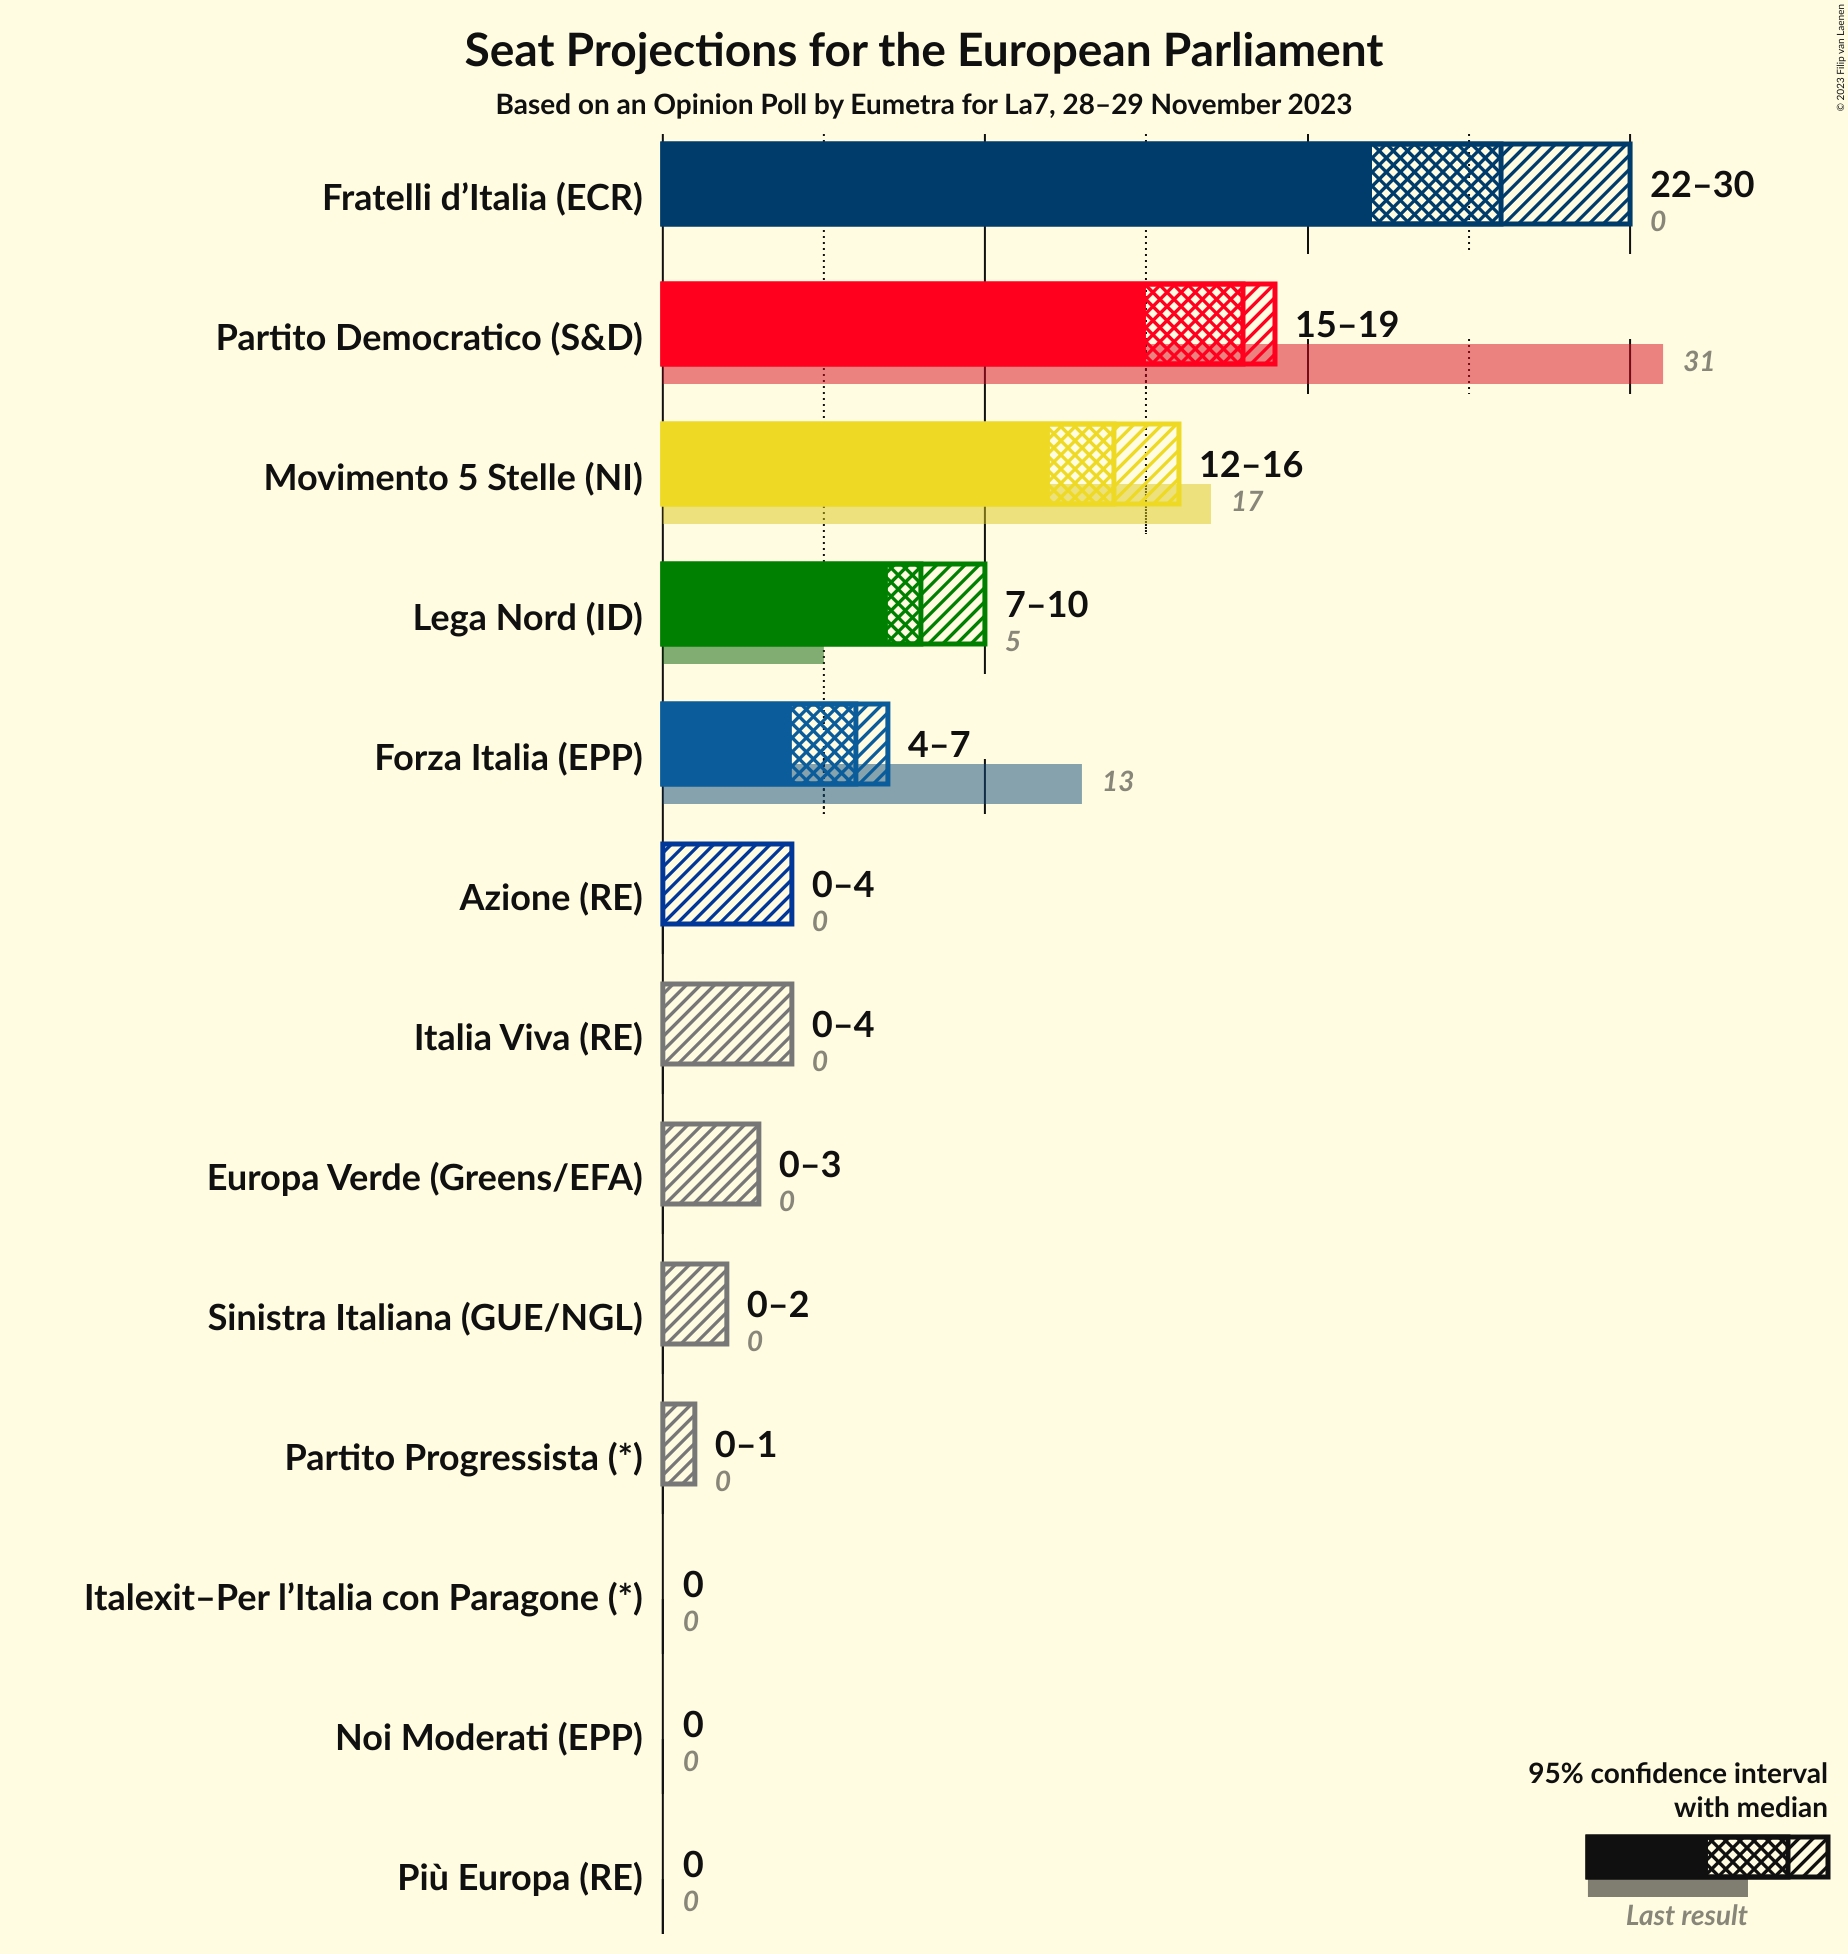 Seat Projections for the European Parliament
Based on an Opinion Poll by Eumetra for La7, 28–29 November 2023
© 2023 Filip van Laenen
Fratelli d’Italia (ECR)
22–30
0
Partito Democratico (S&D)
15–19
31
Movimento 5 Stelle (NI)
12–16
17
Lega Nord (ID)
7–10
5
Forza Italia (EPP)
4–7
13
Azione (RE)
0–4
0
Italia Viva (RE)
0–4
0
Europa Verde (Greens/EFA)
0–3
0
Sinistra Italiana (GUE/NGL)
0–2
0
Partito Progressista (*)
0–1
0
Italexit–Per l’Italia con Paragone (*)
0
0
Noi Moderati (EPP)
0
0
Più Europa (RE)
0
0
95% confidence interval
with median
Last result